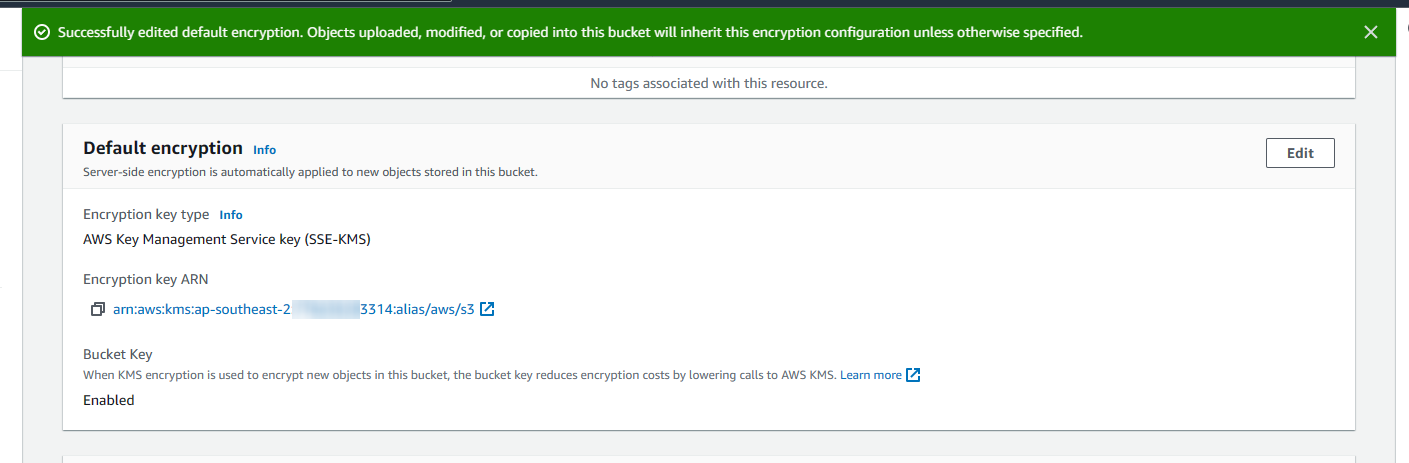 Successfully edited default encryption. Objects uploaded, modified, or copied into this bucket will inherit this encryption configuration unless otherwise specified.
No tags associated with this resource.
Default encryption Info
Edit
Server-side encryption is automatically applied to new objects stored in this bucket.
Encryption key type Info
AWS Key Management Service key (SSE-KMS)
Encryption key ARN
arn:aws:kms:ap-southeast-2 3314:alias/aws/s3
Bucket Key
When KMS encryption is used to encrypt new objects in this bucket, the bucket key reduces encryption costs by lowering calls to AWS KMS. Learn more
Enabled